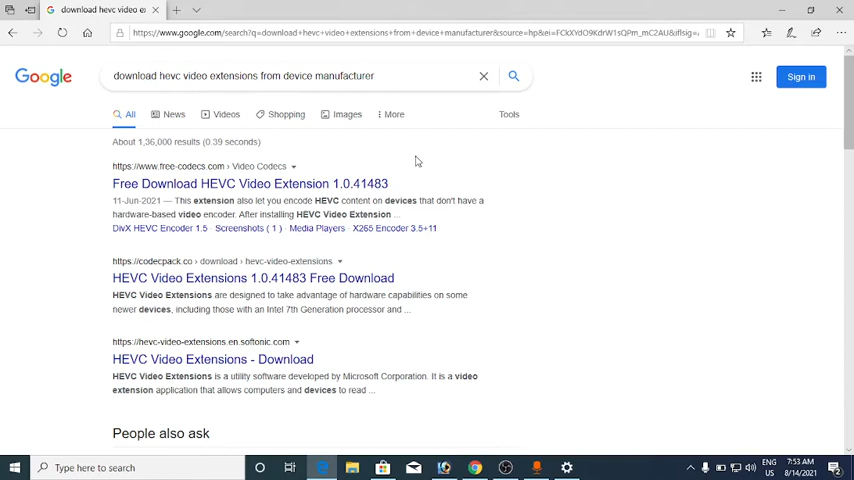 download hevc video e
https://www.google.com/search?q=download+hevc+video+extensions+from+device+manufacturer&source=hp&ei=FCkXYdO9KdrW1sQPm_mC2AU&iflsig=
Google
download hevc video extensions from device manufacturer
Sign in
All News Videos Shopping Images More Tools
About 1,36,000 results (0.39 seconds)
https://www.free-codecs.com › Video Codecs
Free Download HEVC Video Extension 1.0.41483
11-Jun-2021 — This extension also let you encode HEVC content on devices that don't have a
hardware-based video encoder. After installing HEVC Video Extension ...
DivX HEVC Encoder 1.5 · Screenshots ( 1 ) · Media Players · X265 Encoder 3.5+11
https://codecpack.co › download › hevc-video-extensions
HEVC Video Extensions 1.0.41483 Free Download
HEVC Video Extensions are designed to take advantage of hardware capabilities on some
newer devices, including those with an Intel 7th Generation processor and ...
https://hevc-video-extensions.en.softonic.com
HEVC Video Extensions - Download
HEVC Video Extensions is a utility software developed by Microsoft Corporation. It is a video
extension application that allows computers and devices to read ...
People also ask
Type here to search
ENG
US
7:53 AM
8/14/2021
2